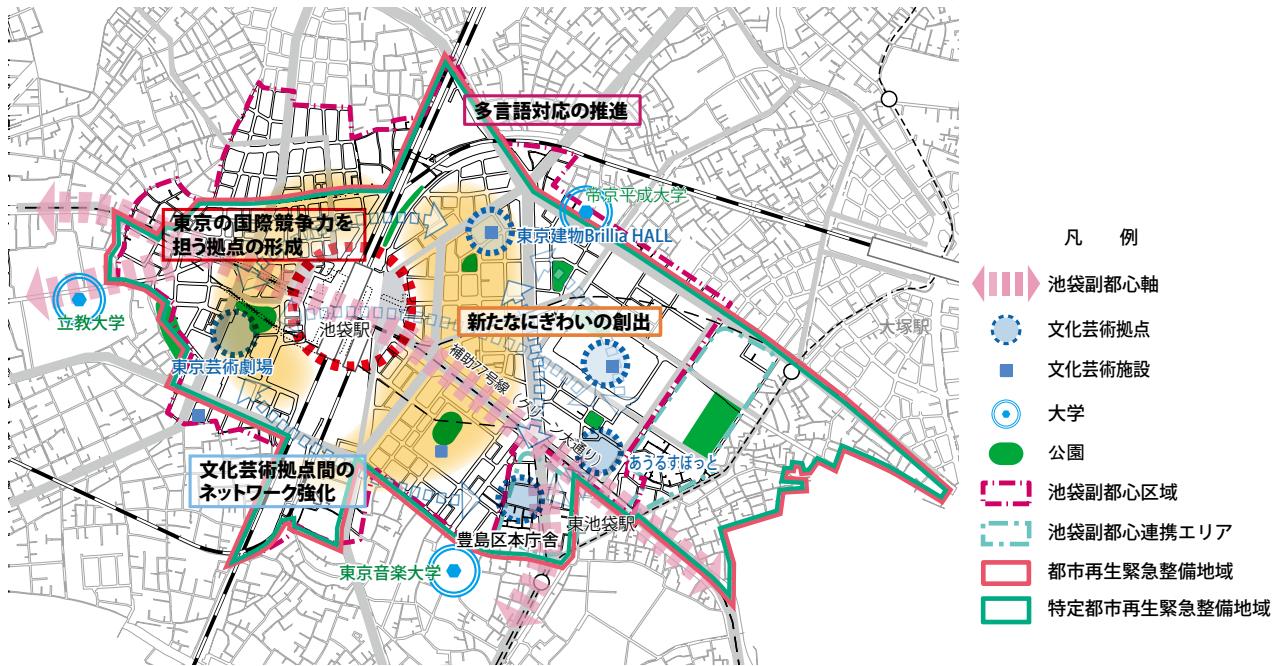 多言語対応の推進
帝京平成大学
東京の国際競争力を
担う拠点の形成
東京建物Brillia HALL
立教大学
池袋駅
新たなにぎわいの創出
大塚駅
東京芸術劇場
補助77号線
(グリーン大通り)
あうるすぽっと
文化芸術拠点間の
ネットワーク強化
東池袋駅
豊島区本庁舎
東京音楽大学
凡 例
池袋副都心軸
文化芸術拠点
文化芸術施設
大学
公園
池袋副都心区域
池袋副都心連携エリア
都市再生緊急整備地域
特定都市再生緊急整備地域